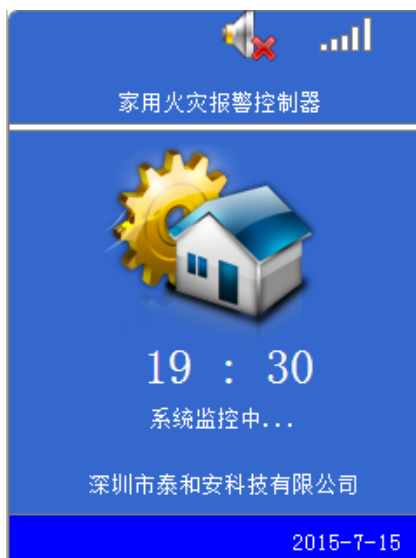 家用火灾报警控制器
19 : 30
系统监控中...
深圳市泰和安科技有限公司
2015-7-15